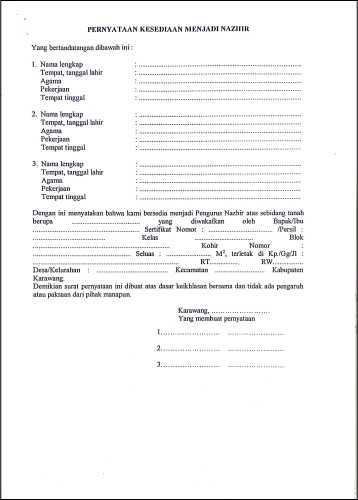 PERNYATAAN KESEDIAAN MENJADI NAZHIR
Yang bertandatangan dibawah ini :
1. Nama lengkap : ..........................................................
Tempat, tanggal lahir : ..........................................................
Agama : ..........................................................
Pekerjaan : ..........................................................
Tempat tinggal : ..........................................................
2. Nama lengkap : ..........................................................
Tempat, tanggal lahir : ..........................................................
Agama : ..........................................................
Pekerjaan : ..........................................................
Tempat tinggal : ..........................................................
3. Nama lengkap : ..........................................................
Tempat, tanggal lahir : ..........................................................
Agama : ..........................................................
Pekerjaan : ..........................................................
Tempat tinggal : ..........................................................
Dengan ini menyatakan bahwa kami bersedia menjadi Pengurus Nazhir atas sebidang tanah
berupa .............................. yang diwakafkan oleh Bapak/Ibu
.............................. Sertifikat Nomor : .................... /Persil :
.............................. Kelas .............................. Blok
.............................. Kohir Nomor :
.............................. Seluas : .............. M², terletak di Kp./Gg/Jl :
.............................. RT.............. RW..............
Desa/Kelurahan : .................... Kecamatan .................... Kabupaten
Karawang.
Demikian surat pernyataan ini dibuat atas dasar keikhlasan bersama dan tidak ada pengaruh
atau paksaan dari pihak manapun.
Karawang, ......................
Yang membuat pernyataan
1................... ...................
2................... ...................
3................... ...................